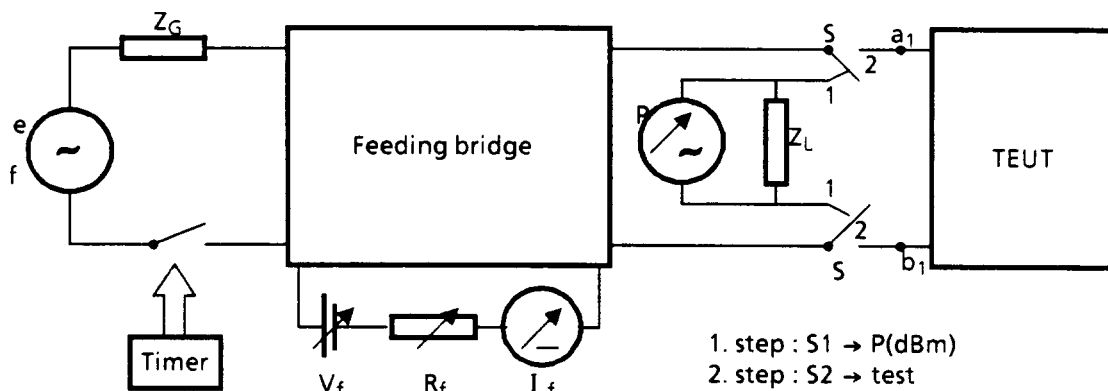 Z_G
e
f
Feeding bridge
P
Z_L
S
1
2
a_1
1
2
S
b_1
TEUT
Timer
V_f
R_f
I_f
1. step : S1 → P(dBm)
2. step : S2 → test